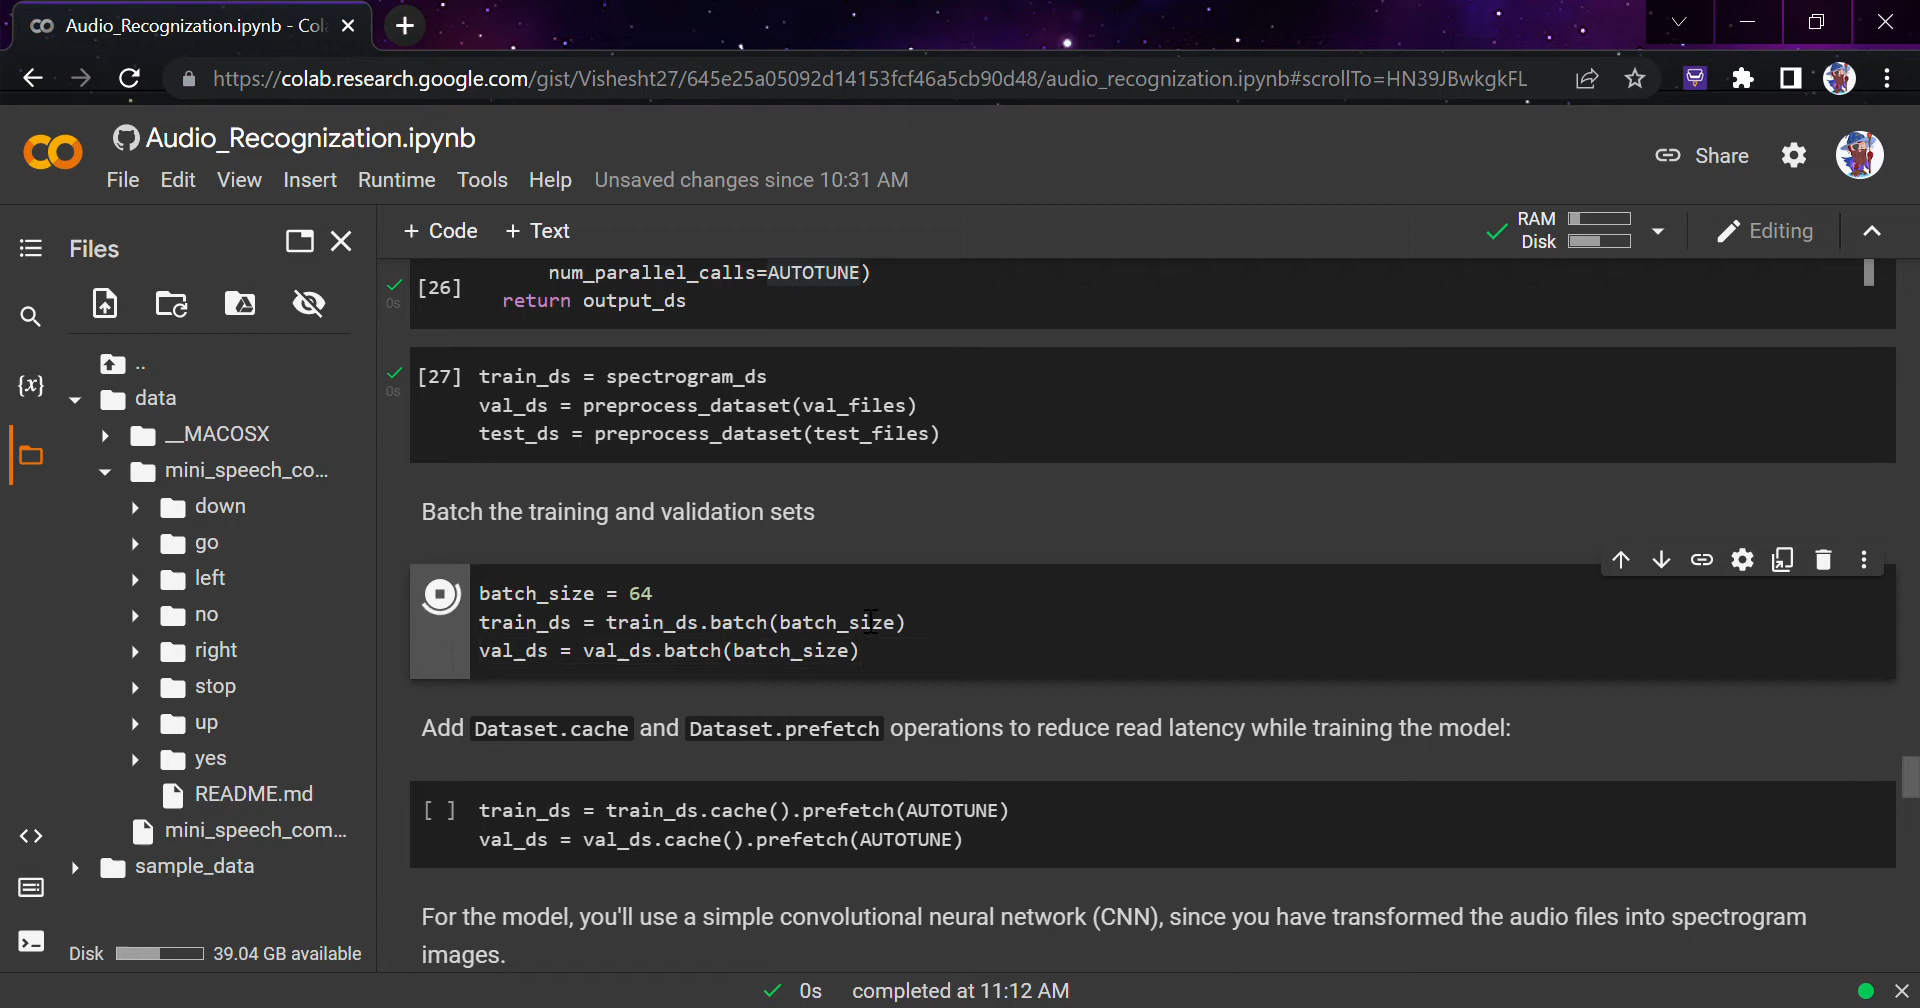 Audio_Recognization.ipynb - Col
https://colab.research.google.com/gist/Vishesht27/645e25a05092d14153fcf46a5cb90d48/audio_recognization.ipynb#scrollTo=HN39JBwkgkFL
CO Audio_Recognization.ipynb
File Edit View Insert Runtime Tools Help Unsaved changes since 10:31 AM
Share
Files
+ Code + Text
RAM
Disk
Editing
..
data
__MACOSX
mini_speech_co...
down
go
left
no
right
stop
up
yes
README.md
mini_speech_com...
sample_data
Disk 39.04 GB available
{x}
<>
num_parallel_calls=AUTOTUNE)
0s [26] return output_ds
[27] train_ds = spectrogram_ds
0s val_ds = preprocess_dataset(val_files)
test_ds = preprocess_dataset(test_files)
Batch the training and validation sets
batch_size = 64
train_ds = train_ds.batch(batch_size)
val_ds = val_ds.batch(batch_size)
Add Dataset.cache and Dataset.prefetch operations to reduce read latency while training the model:
[ ] train_ds = train_ds.cache().prefetch(AUTOTUNE)
val_ds = val_ds.cache().prefetch(AUTOTUNE)
For the model, you'll use a simple convolutional neural network (CNN), since you have transformed the audio files into spectrogram
images.
0s completed at 11:12 AM